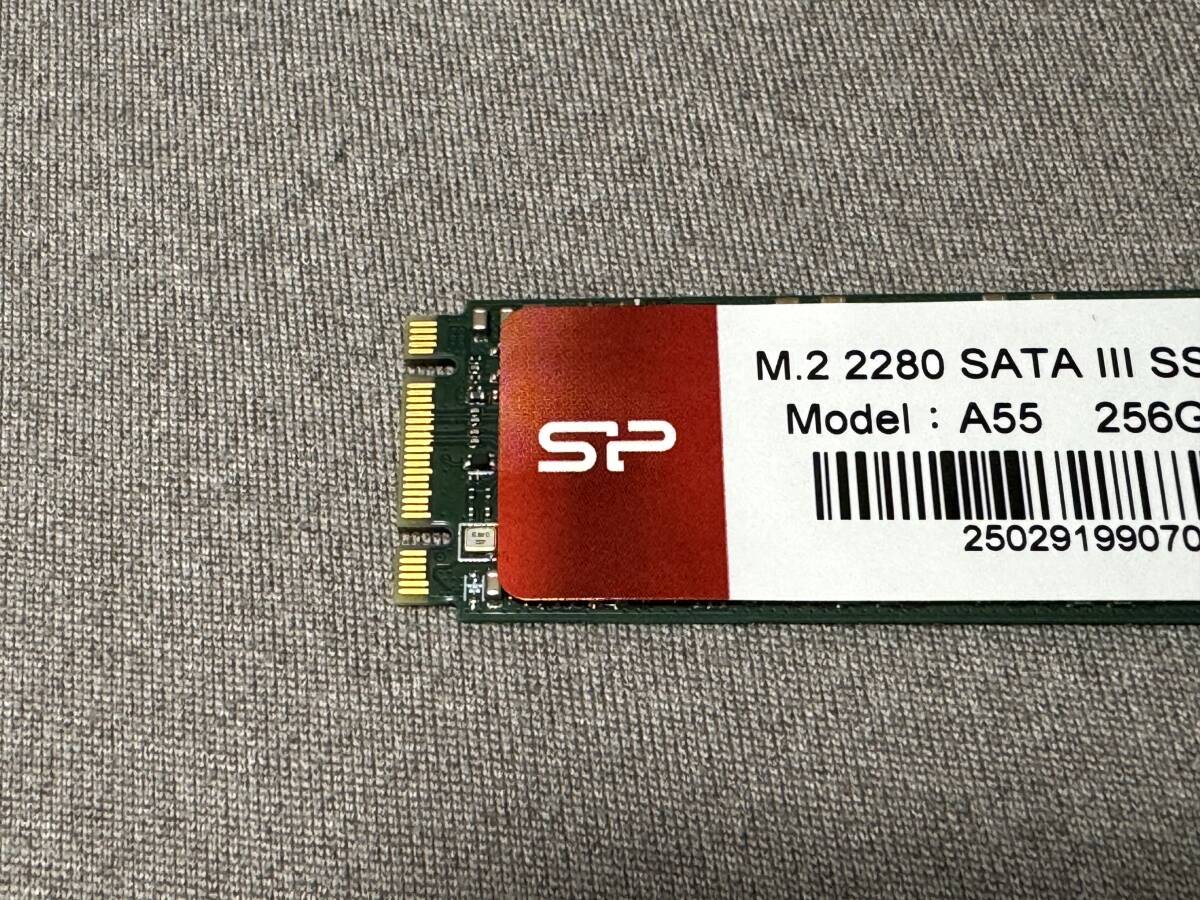 SP
M.2 2280 SATA III SS
Model : A55 256G
25029199070